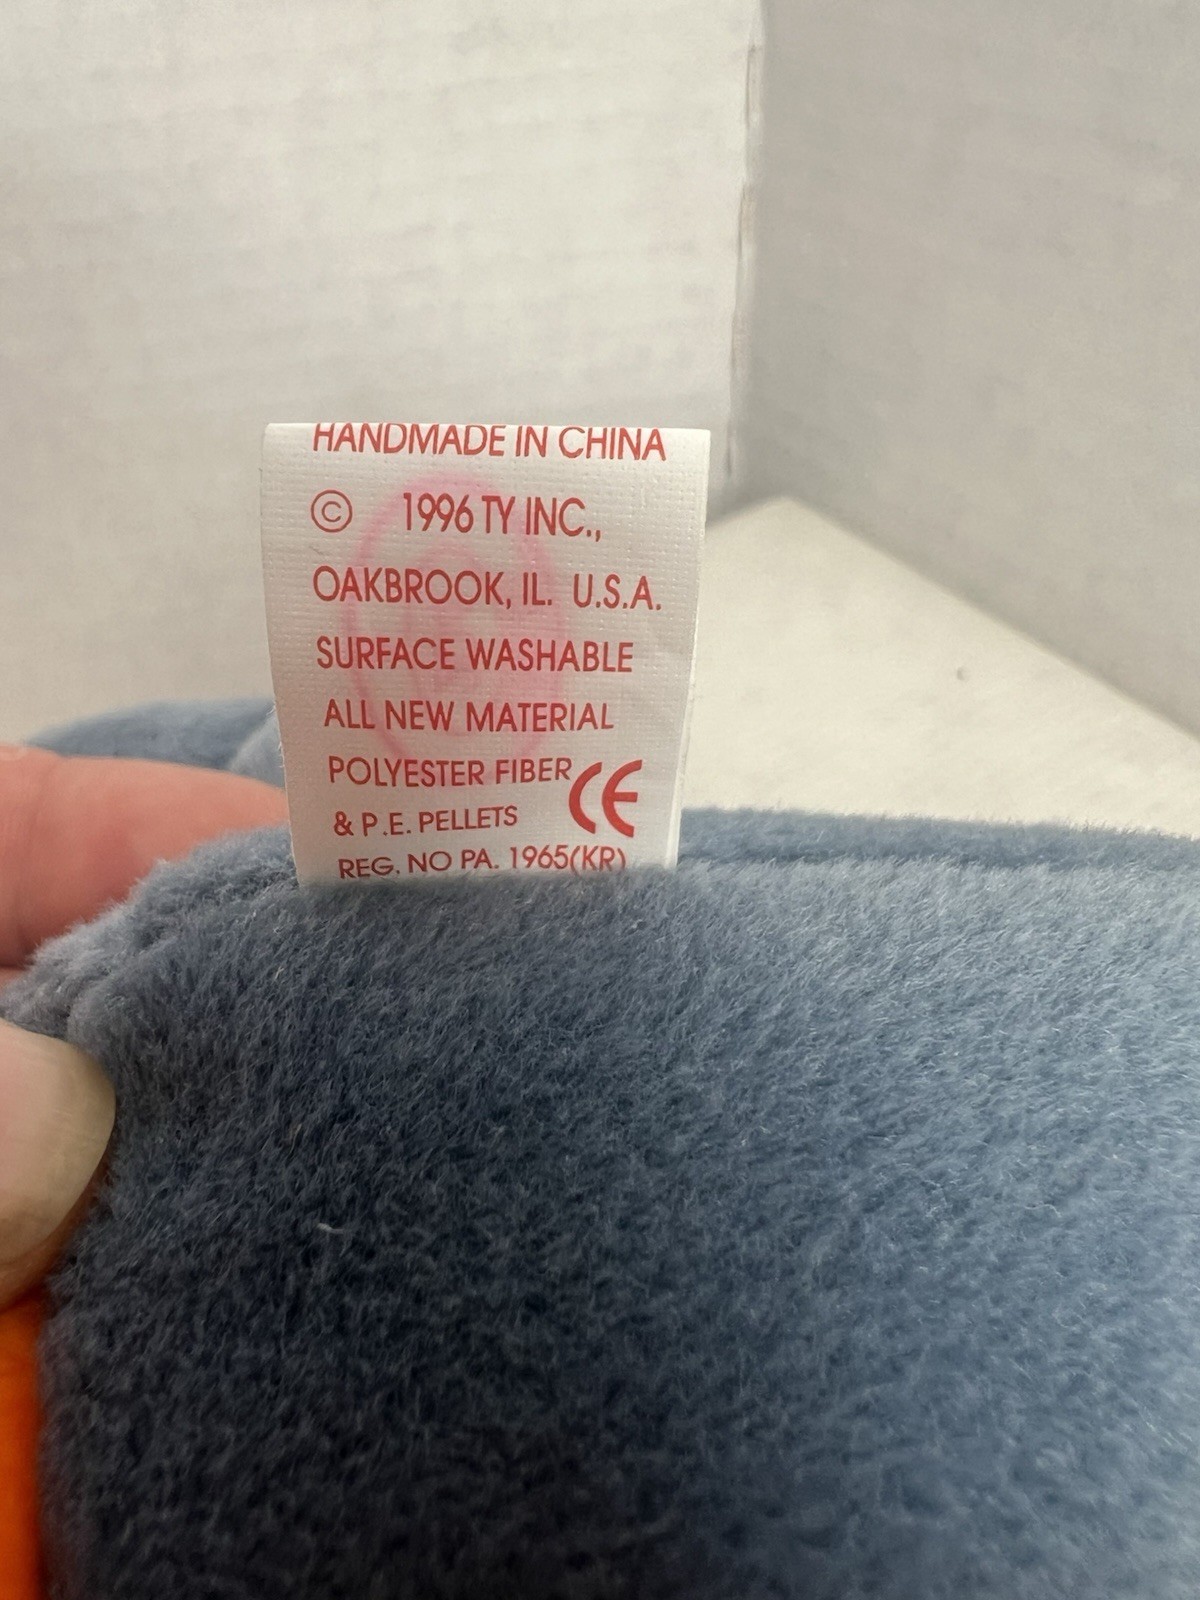 HANDMADE IN CHINA
© 1996 TY INC.,
OAKBROOK, IL. U.S.A.
SURFACE WASHABLE
ALL NEW MATERIAL
POLYESTER FIBER
& P.E. PELLETS CE
REG. NO PA. 1965(KR)